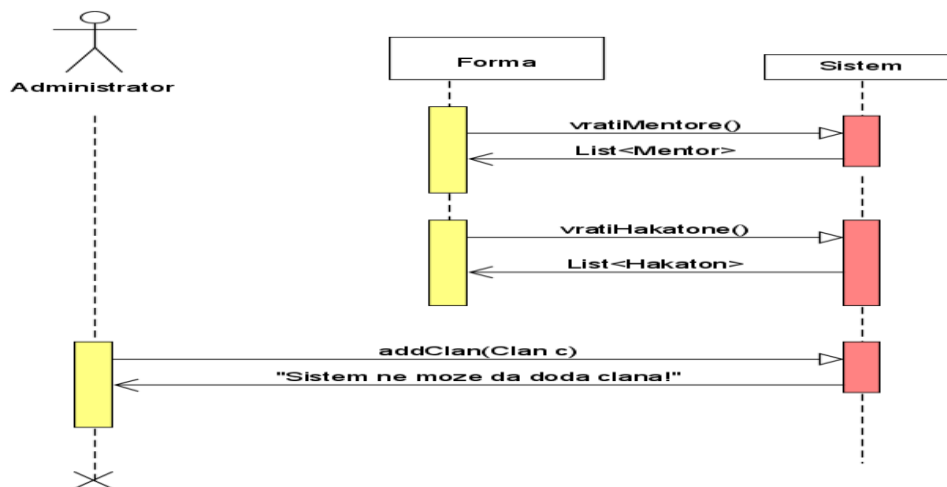 Administrator
Forma
Sistem
vratiMentore()
List<Mentor>
vratiHakatone()
List<Hakaton>
addClan(Clan c)
"Sistem ne moze da doda clana!"